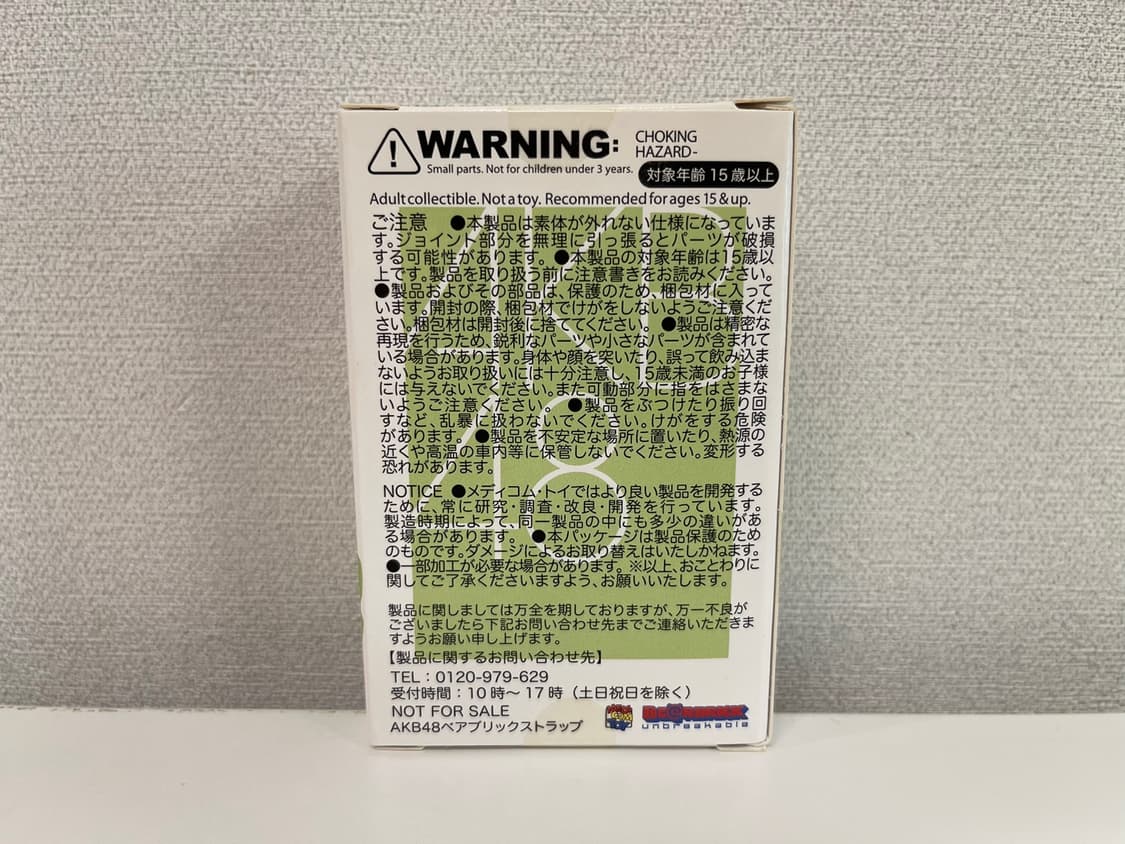 WARNING: CHOKING
HAZARD-
Small parts. Not for children under 3 years.
対象年齢 15 歳以上
Adult collectible. Not a toy. Recommended for ages 15 & up.
AKB
48
48
ご注意 ●本製品は素体が外れない仕様になっていま
す。ジョイント部分を無理に引っ張るとパーツが破損
する可能性があります。●本製品の対象年齢は15歳以
上です。製品を取り扱う前に注意書きをお読みください。
●製品およびその部品は、保護のため、梱包材に入って
います。開封の際、梱包材でけがをしないようご注意くだ
さい。梱包材は開封後に捨ててください。●製品は精密な
再現を行うため、鋭利なパーツや小さなパーツが含まれて
いる場合があります。身体や顔を突いたり、誤って飲み込ま
ないようお取り扱いには十分注意し、15歳未満のお子様
には与えないでください。また可動部分に指をはさまな
いようご注意ください。 ●製品をぶつけたり振り回
すなど、乱暴に扱わないでください。けがをする危険
があります。●製品を不安定な場所に置いたり、熱源の
近くや高温の車内等に保管しないでください。変形する
恐れがあります。
NOTICE ●メディコム・トイではより良い製品を開発する
ために、常に研究・調査・改良・開発を行っています。
製造時期によって、同一製品の中にも多少の違いがあ
る場合があります。 ●本パッケージは製品保護のため
のものです。ダメージによるお取り替えはいたしかねます。
●一部加工が必要な場合があります。※以上、おことわりに
関してご了承くださいますよう、お願いいたします。
製品に関しましては万全を期しておりますが、万一不良が
ございましたら下記お問い合わせ先までご連絡いただきま
すようお願い申し上げます。
【製品に関するお問い合わせ先】
TEL：0120-979-629
受付時間：10時～17時（土日祝日を除く）
NOT FOR SALE
AKB48ベアブリックストラップ
BE@RBRICK
unbreakable